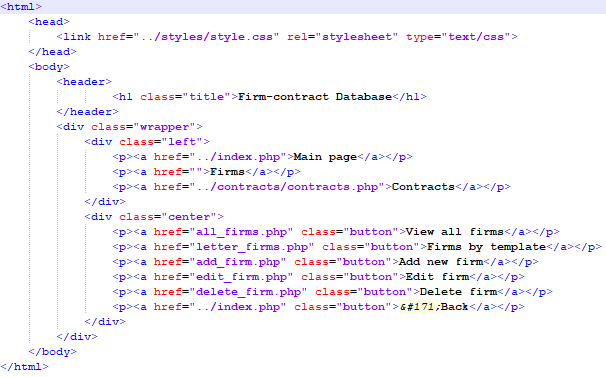 <html>
<head>
<link href="../styles/style.css" rel="stylesheet" type="text/css">
</head>
<body>
<header>
<h1 class="title">Firm-contract Database</h1>
</header>
<div class="wrapper">
<div class="left">
<p><a href="../index.php">Main page</a></p>
<p><a href="">Firms</a></p>
<p><a href="../contracts/contracts.php">Contracts</a></p>
</div>
<div class="center">
<p><a href="all_firms.php" class="button">View all firms</a></p>
<p><a href="letter_firms.php" class="button">Firms by template</a></p>
<p><a href="add_firm.php" class="button">Add new firm</a></p>
<p><a href="edit_firm.php" class="button">Edit firm</a></p>
<p><a href="delete_firm.php" class="button">Delete firm</a></p>
<p><a href="../index.php" class="button">&#171;Back</a></p>
</div>
</div>
</body>
</html>